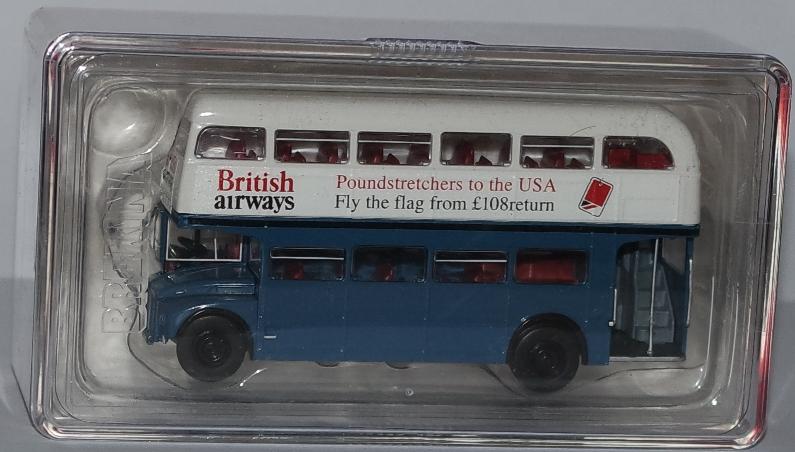 British
airways
Poundstretchers to the USA
Fly the flag from £108return